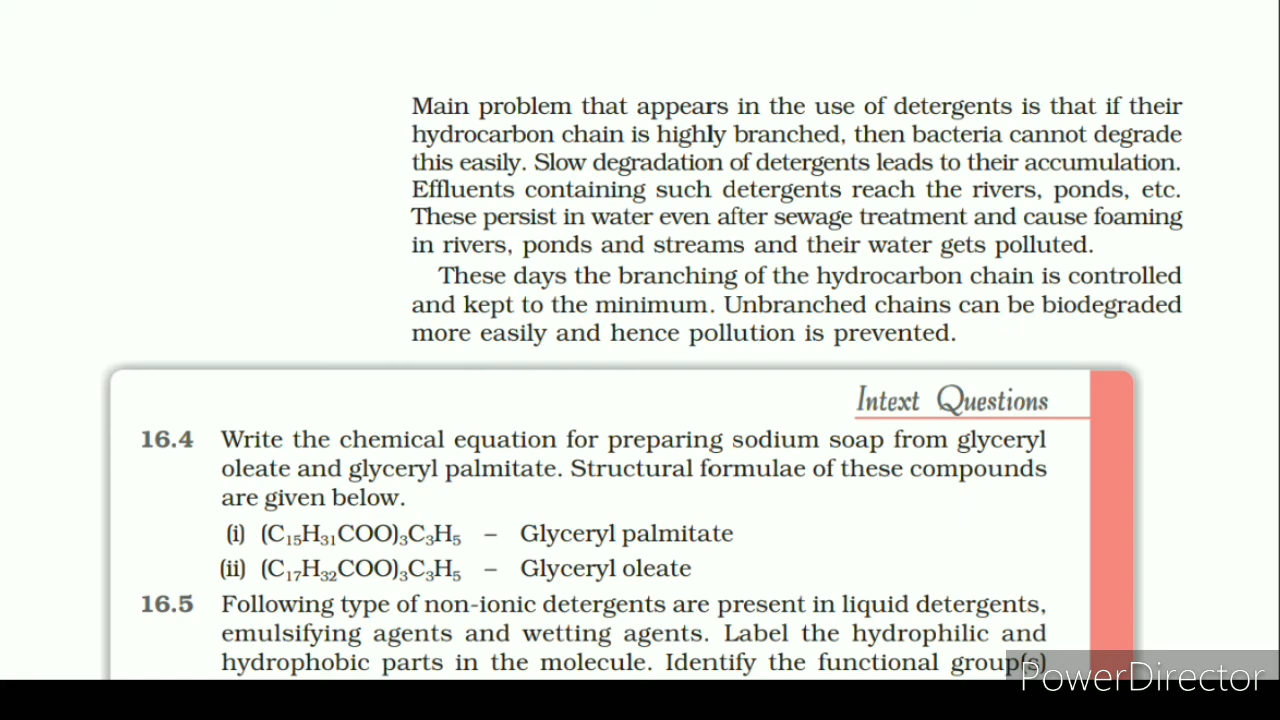 Main problem that appears in the use of detergents is that if their
hydrocarbon chain is highly branched, then bacteria cannot degrade
this easily. Slow degradation of detergents leads to their accumulation.
Effluents containing such detergents reach the rivers, ponds, etc.
These persist in water even after sewage treatment and cause foaming
in rivers, ponds and streams and their water gets polluted.
These days the branching of the hydrocarbon chain is controlled
and kept to the minimum. Unbranched chains can be biodegraded
more easily and hence pollution is prevented.
Intext Questions
16.4 Write the chemical equation for preparing sodium soap from glyceryl
oleate and glyceryl palmitate. Structural formulae of these compounds
are given below.
(i) (C₁₅H₃₁COO)₃C₃H₅ – Glyceryl palmitate
(ii) (C₁₇H₃₂COO)₃C₃H₅ – Glyceryl oleate
16.5 Following type of non-ionic detergents are present in liquid detergents,
emulsifying agents and wetting agents. Label the hydrophilic and
hydrophobic parts in the molecule. Identify the functional group(s)
PowerDirector